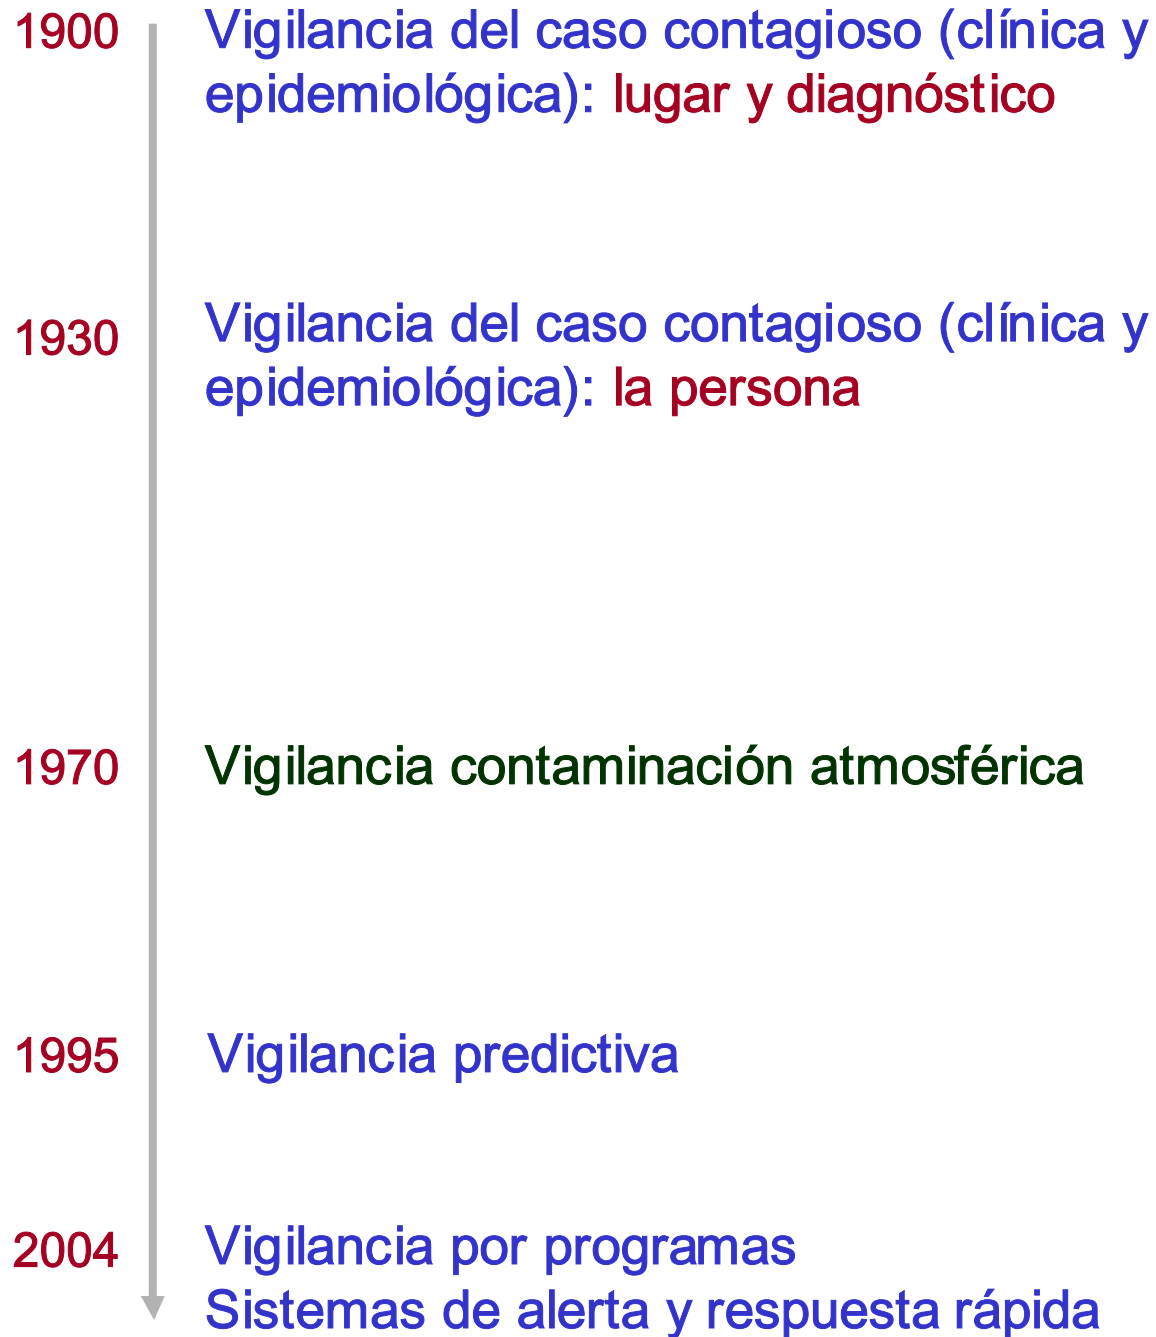 1900 Vigilancia del caso contagioso (clínica y
epidemiológica): lugar y diagnóstico
1930 Vigilancia del caso contagioso (clínica y
epidemiológica): la persona
1970 Vigilancia contaminación atmosférica
1995 Vigilancia predictiva
2004 Vigilancia por programas
Sistemas de alerta y respuesta rápida